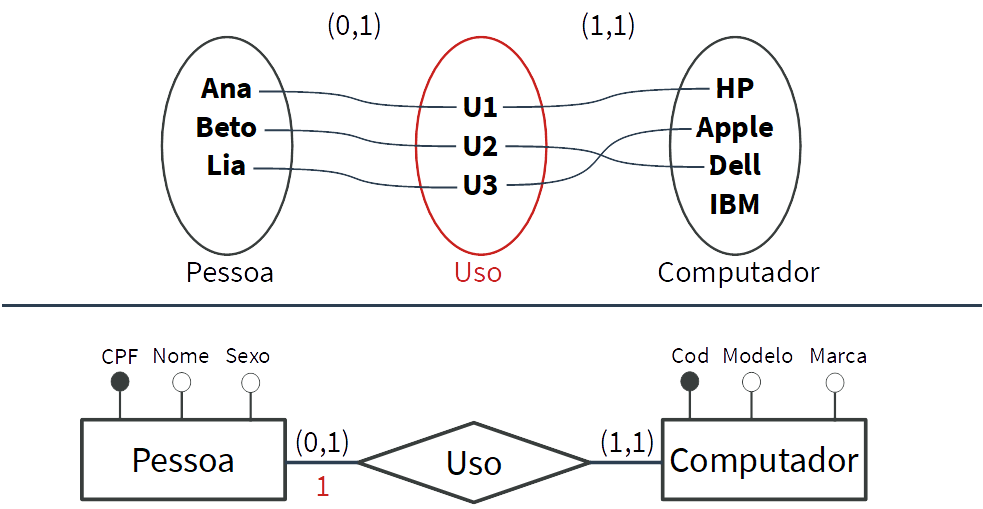 (0,1) (1,1)
Ana U1 HP
Beto U2 Apple
Lia U3 Dell
IBM
Pessoa Uso Computador
CPF Nome Sexo Cod Modelo Marca
(0,1) (1,1)
Pessoa Uso Computador
1